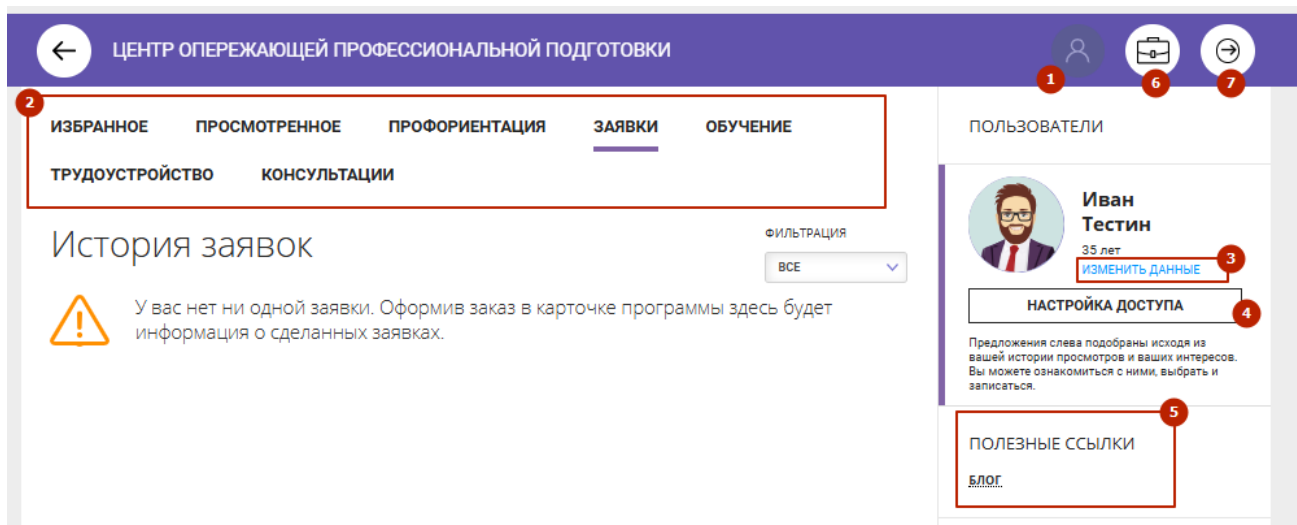 ЦЕНТР ОПЕРЕЖАЮЩЕЙ ПРОФЕССИОНАЛЬНОЙ ПОДГОТОВКИ
1
6
7
2
ИЗБРАННОЕ ПРОСМОТРЕННОЕ ПРОФОРИЕНТАЦИЯ ЗАЯВКИ ОБУЧЕНИЕ
ТРУДОУСТРОЙСТВО КОНСУЛЬТАЦИИ
История заявок
ФИЛЬТРАЦИЯ
ВСЕ
У вас нет ни одной заявки. Оформив заказ в карточке программы здесь будет
информация о сделанных заявках.
ПОЛЬЗОВАТЕЛИ
Иван
Тестин
35 лет
ИЗМЕНИТЬ ДАННЫЕ
3
НАСТРОЙКА ДОСТУПА
4
Предложения слева подобраны исходя из
вашей истории просмотров и ваших интересов.
Вы можете ознакомиться с ними, выбрать и
записаться.
5
ПОЛЕЗНЫЕ ССЫЛКИ
БЛОГ